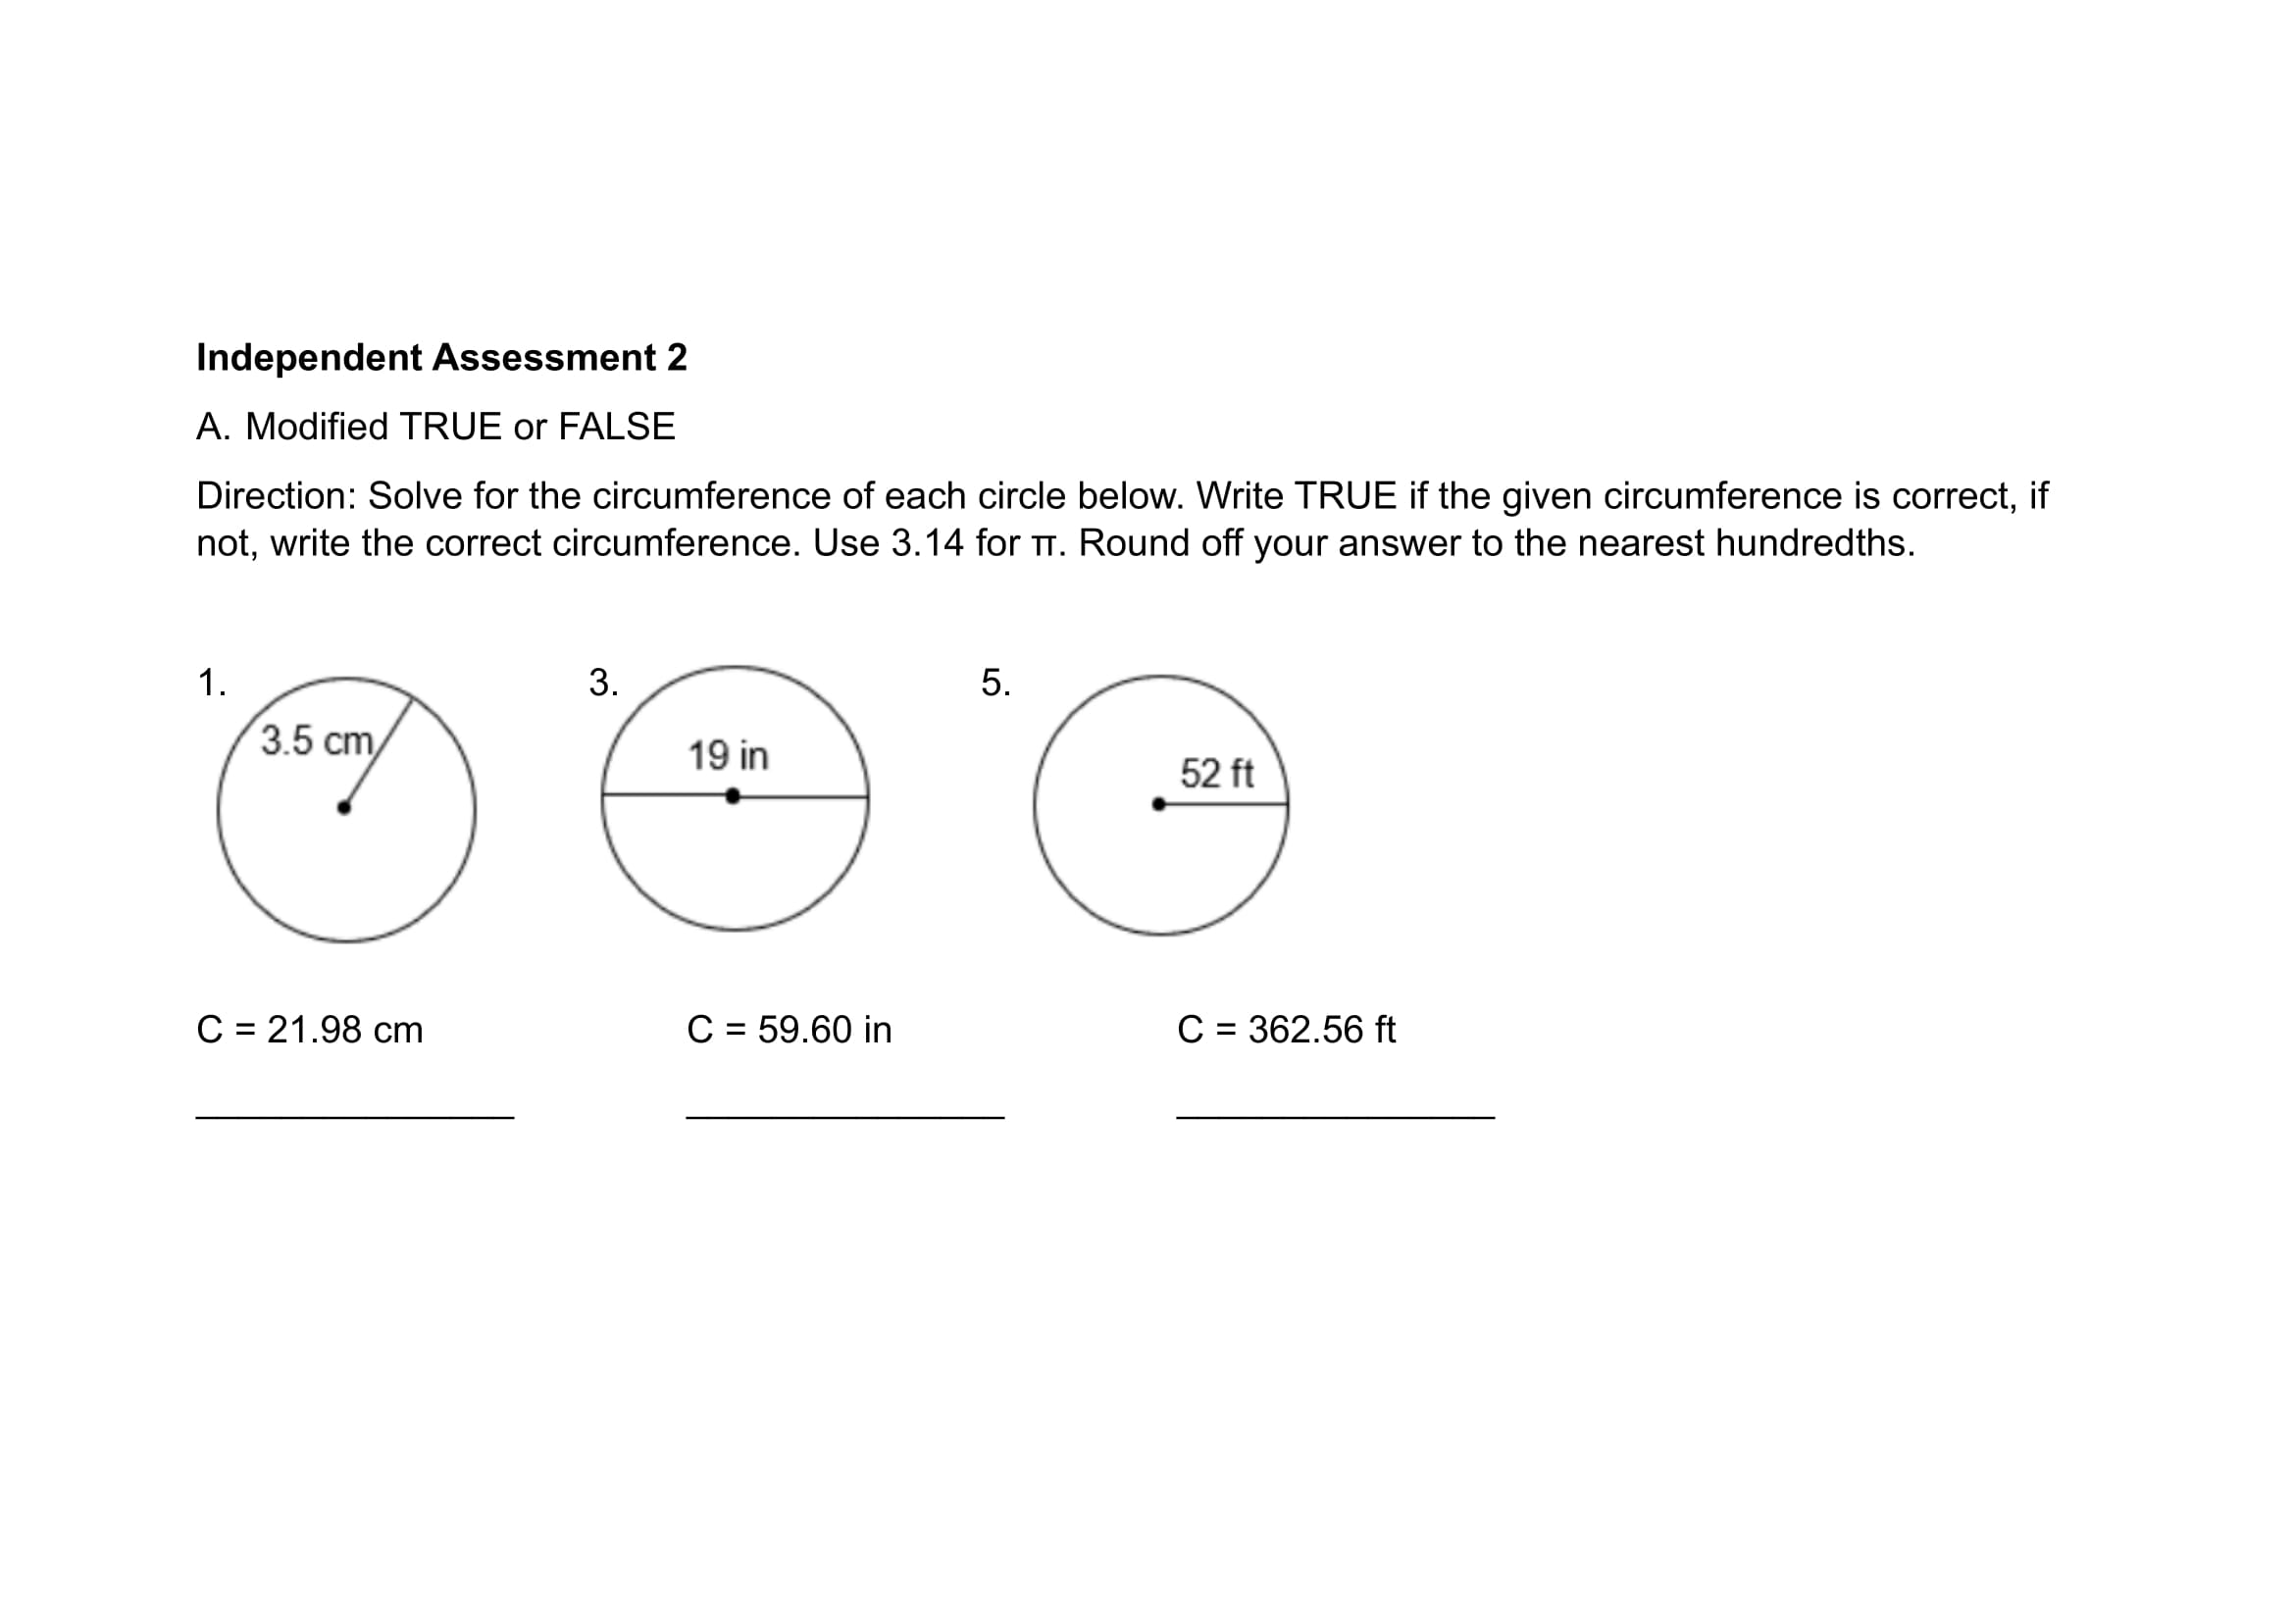 Independent Assessment 2
A. Modified TRUE or FALSE
Direction: Solve for the circumference of each circle below. Write TRUE if the given circumference is correct, if
not, write the correct circumference. Use 3.14 for π. Round off your answer to the nearest hundredths.
1. 3. 5.
3.5 cm 19 in 52 ft
C = 21.98 cm C = 59.60 in C = 362.56 ft